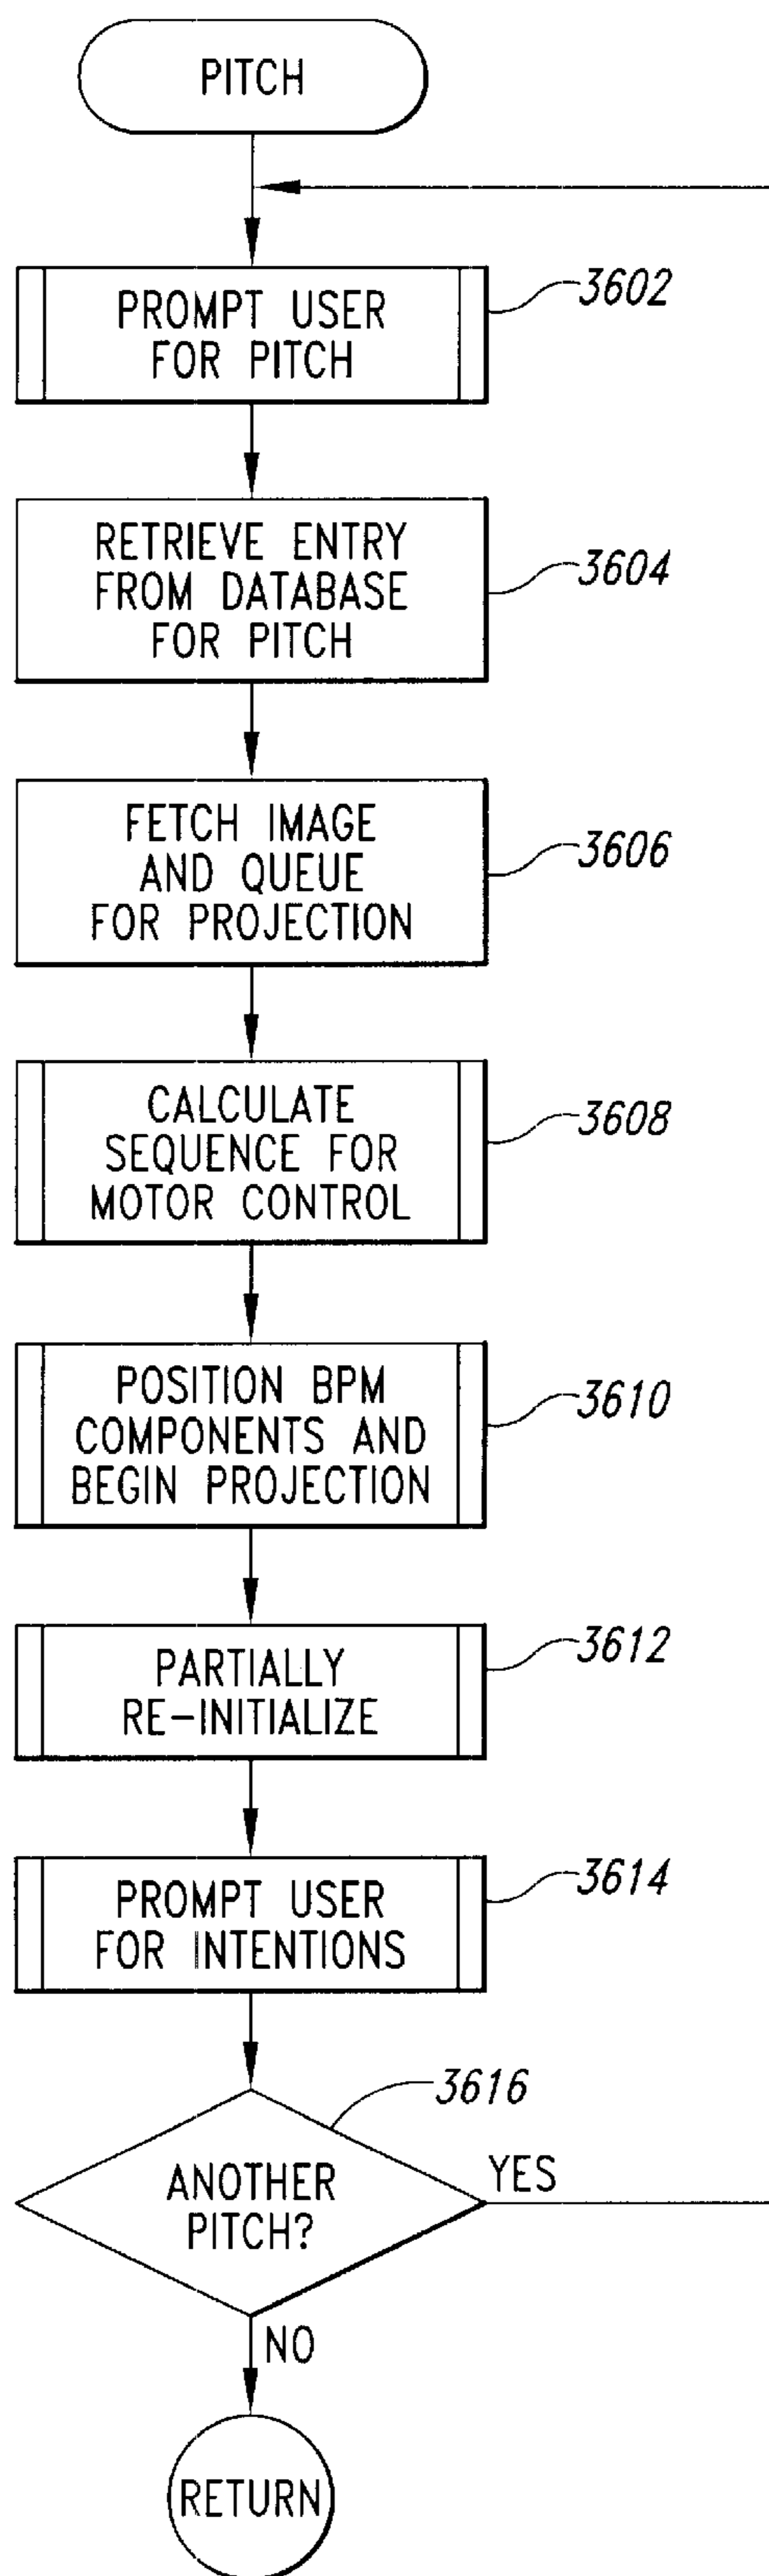 PITCH
PROMPT USER
FOR PITCH
3602
RETRIEVE ENTRY
FROM DATABASE
FOR PITCH
3604
FETCH IMAGE
AND QUEUE
FOR PROJECTION
3606
CALCULATE
SEQUENCE FOR
MOTOR CONTROL
3608
POSITION BPM
COMPONENTS AND
BEGIN PROJECTION
3610
PARTIALLY
RE-INITIALIZE
3612
PROMPT USER
FOR INTENTIONS
3614
3616
ANOTHER
PITCH?
YES
NO
RETURN